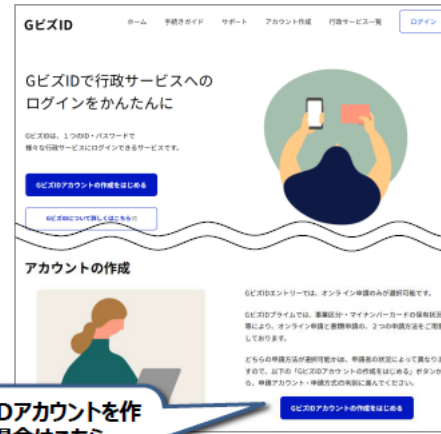 GビズID
ホーム 手続きガイド サポート アカウント作成 行政サービス一覧 ログイン
GビズIDで行政サービスへの
ログインをかんたんに
GビズIDは、1つのID・パスワードで
様々な行政サービスにログインできるサービスです。
GビズIDアカウントの作成をはじめる
GビズIDについて詳しくはこちら
アカウントの作成
GビズIDエントリーでは、オンライン申請のみが選択可能です。
GビズIDプライムでは、事業区分・マイナンバーカードの保有状況
等により、オンライン申請と書類申請の、2つの申請方法をご用意
しております。
どちらの申請方法が選択可能かは、申請者の状況によって異なりま
すので、以下の「GビズIDアカウントの作成をはじめる」ボタンか
ら、申請アカウント・申請方式の判別に進んでください。
GビズIDアカウントの作成をはじめる
Dアカウントを作